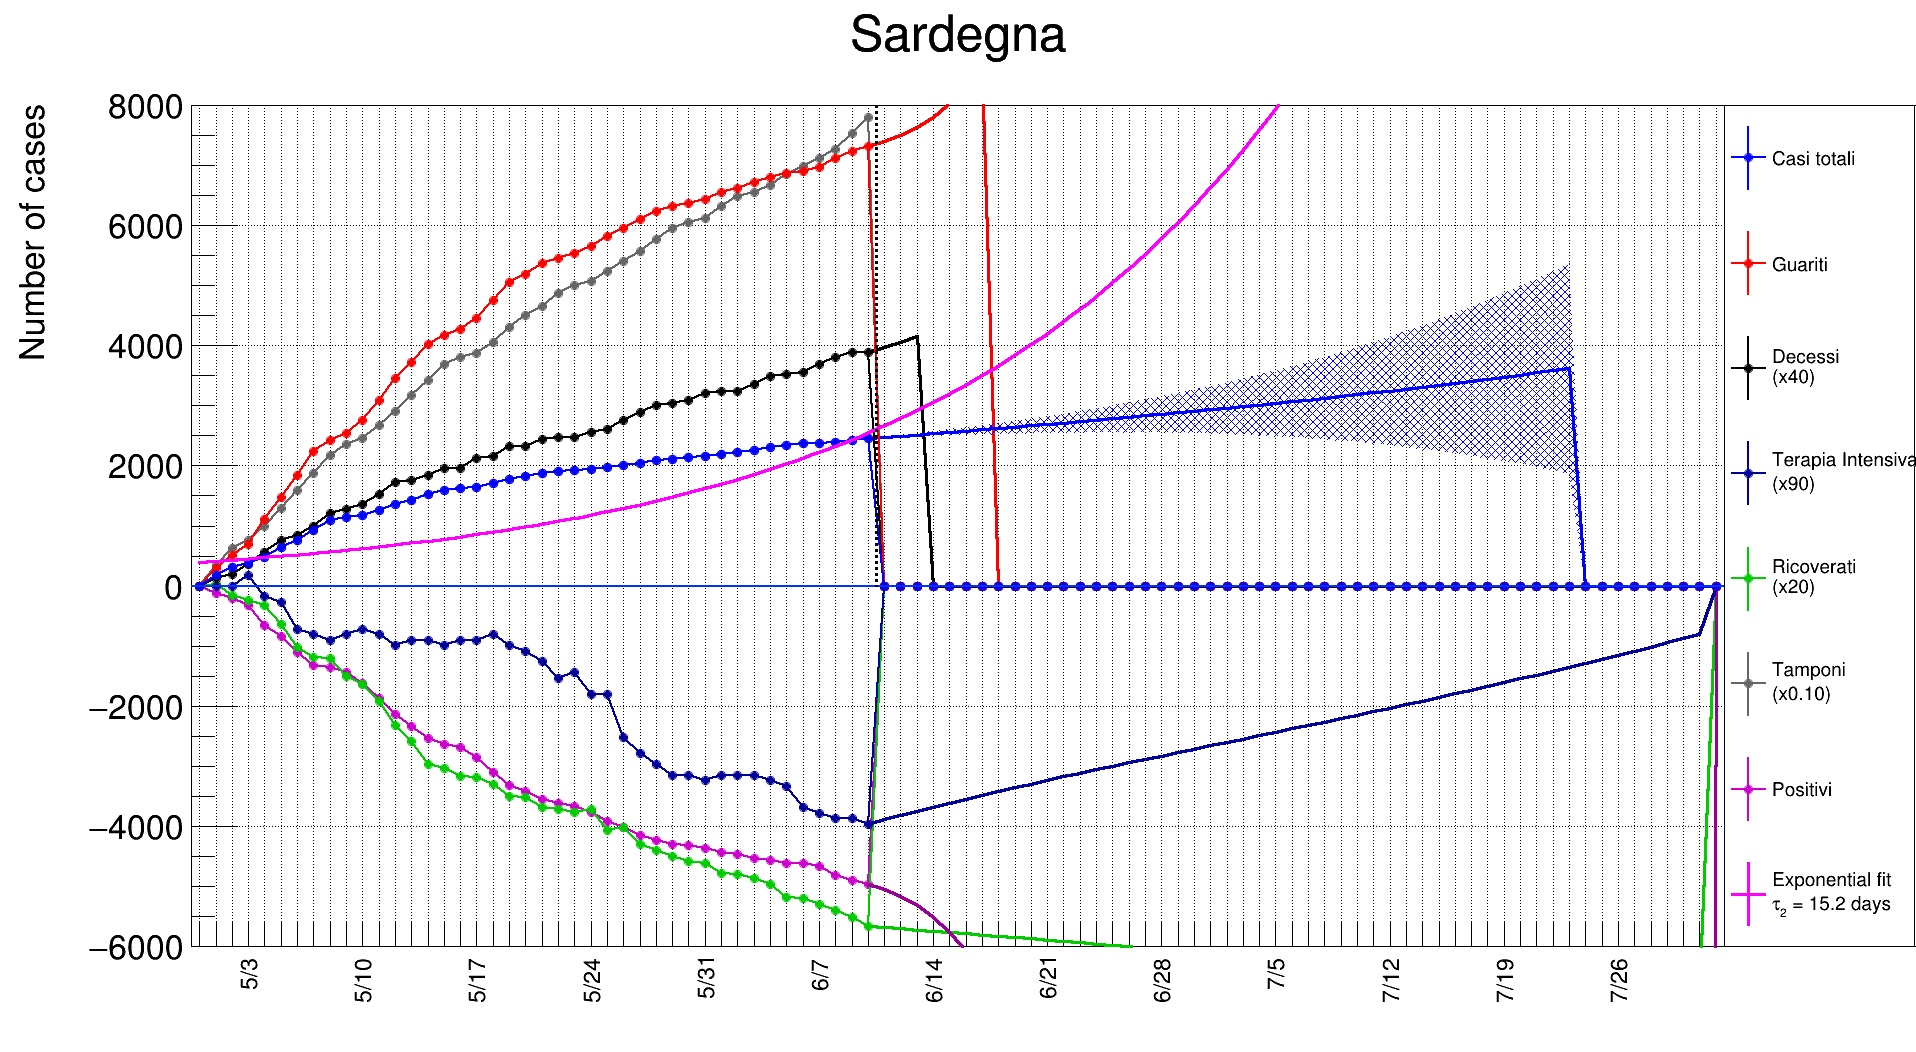 Sardegna
Number of cases
8000
6000
4000
2000
0
−2000
−4000
−6000
5/3
5/10
5/17
5/24
5/31
6/7
6/14
6/21
6/28
7/5
7/12
7/19
7/26
Casi totali
Guariti
Decessi
(x40)
Terapia Intensiva
(x90)
Ricoverati
(x20)
Tamponi
(x0.10)
Positivi
Exponential fit
τ2 = 15.2 days